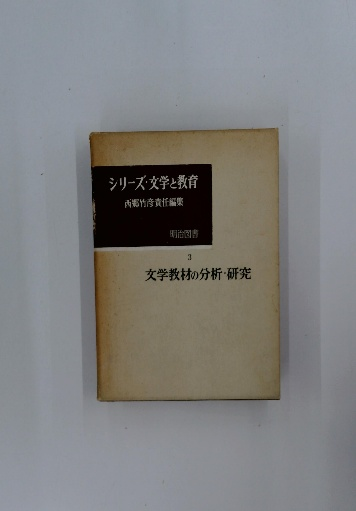 シリーズ・文学と教育
西郷竹彦責任編集
明治図書
3
文学教材の分析・研究